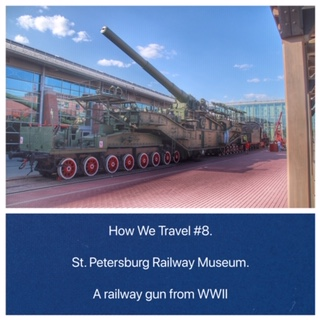 How We Travel #8.
St. Petersburg Railway Museum.
A railway gun from WWII